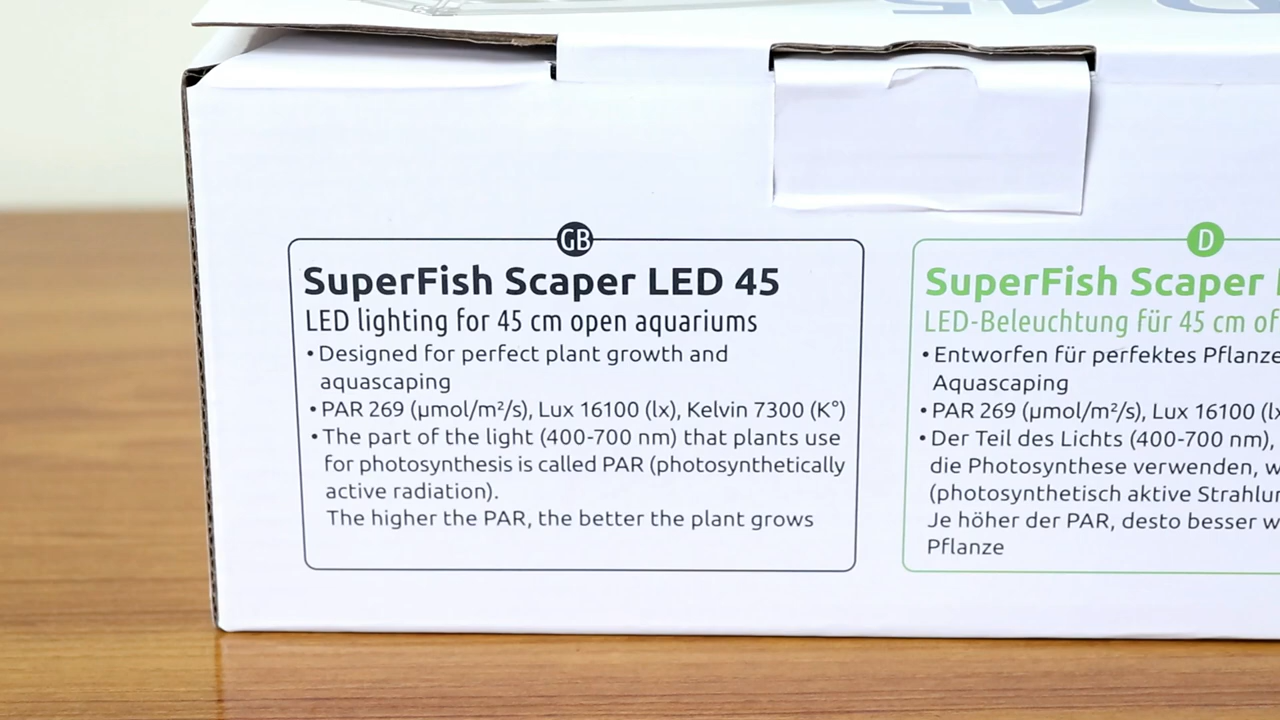 GB
SuperFish Scaper LED 45
LED lighting for 45 cm open aquariums
• Designed for perfect plant growth and
aquascaping
• PAR 269 (μmol/m²/s), Lux 16100 (lx), Kelvin 7300 (K°)
• The part of the light (400-700 nm) that plants use
for photosynthesis is called PAR (photosynthetically
active radiation).
The higher the PAR, the better the plant grows
D
SuperFish Scaper
LED-Beleuchtung für 45 cm
• Entworfen für perfektes
Aquascaping
• PAR 269 (μmol/m²/s), Lux 16100
• Der Teil des Lichts (400-700 nm),
die Photosynthese verwenden,
(photosynthetisch aktive
Je höher der PAR, desto besser
Pflanze